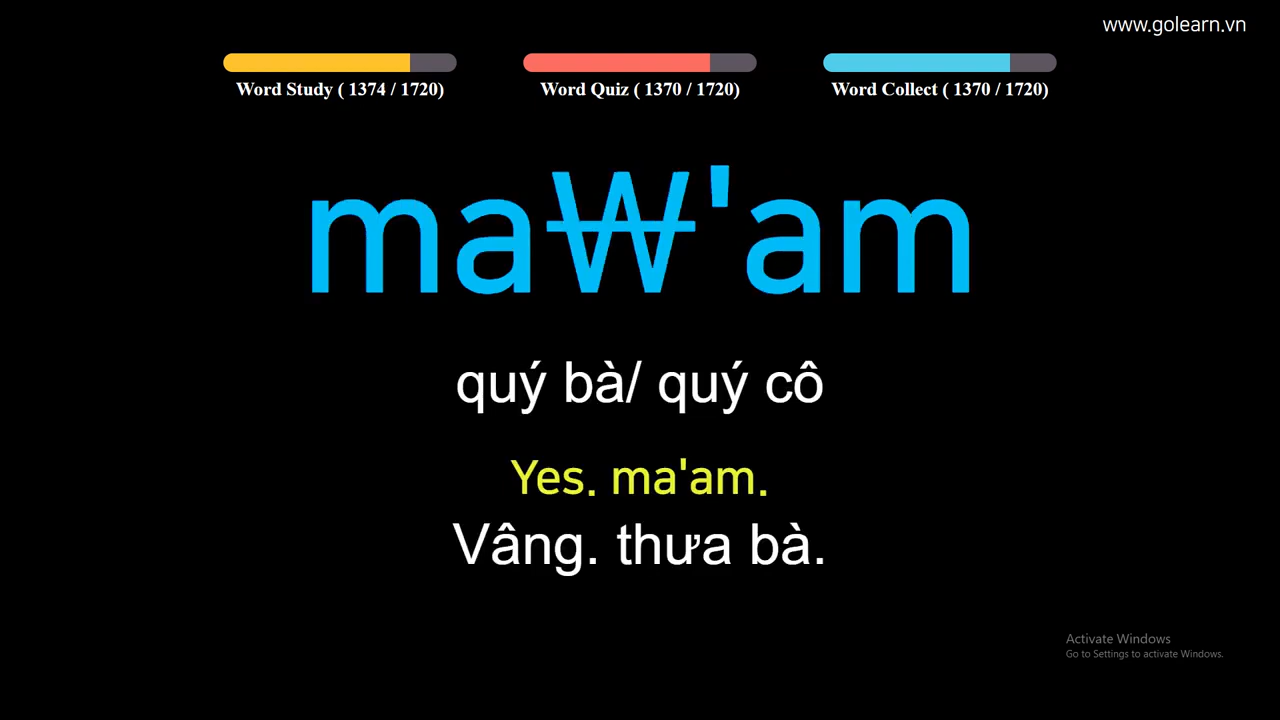 www.golearn.vn
Word Study ( 1374 / 1720)
Word Quiz ( 1370 / 1720)
Word Collect ( 1370 / 1720)
ma₩'am
quý bà/ quý cô
Yes. ma'am.
Vâng. thưa bà.
Activate Windows
Go to Settings to activate Windows.